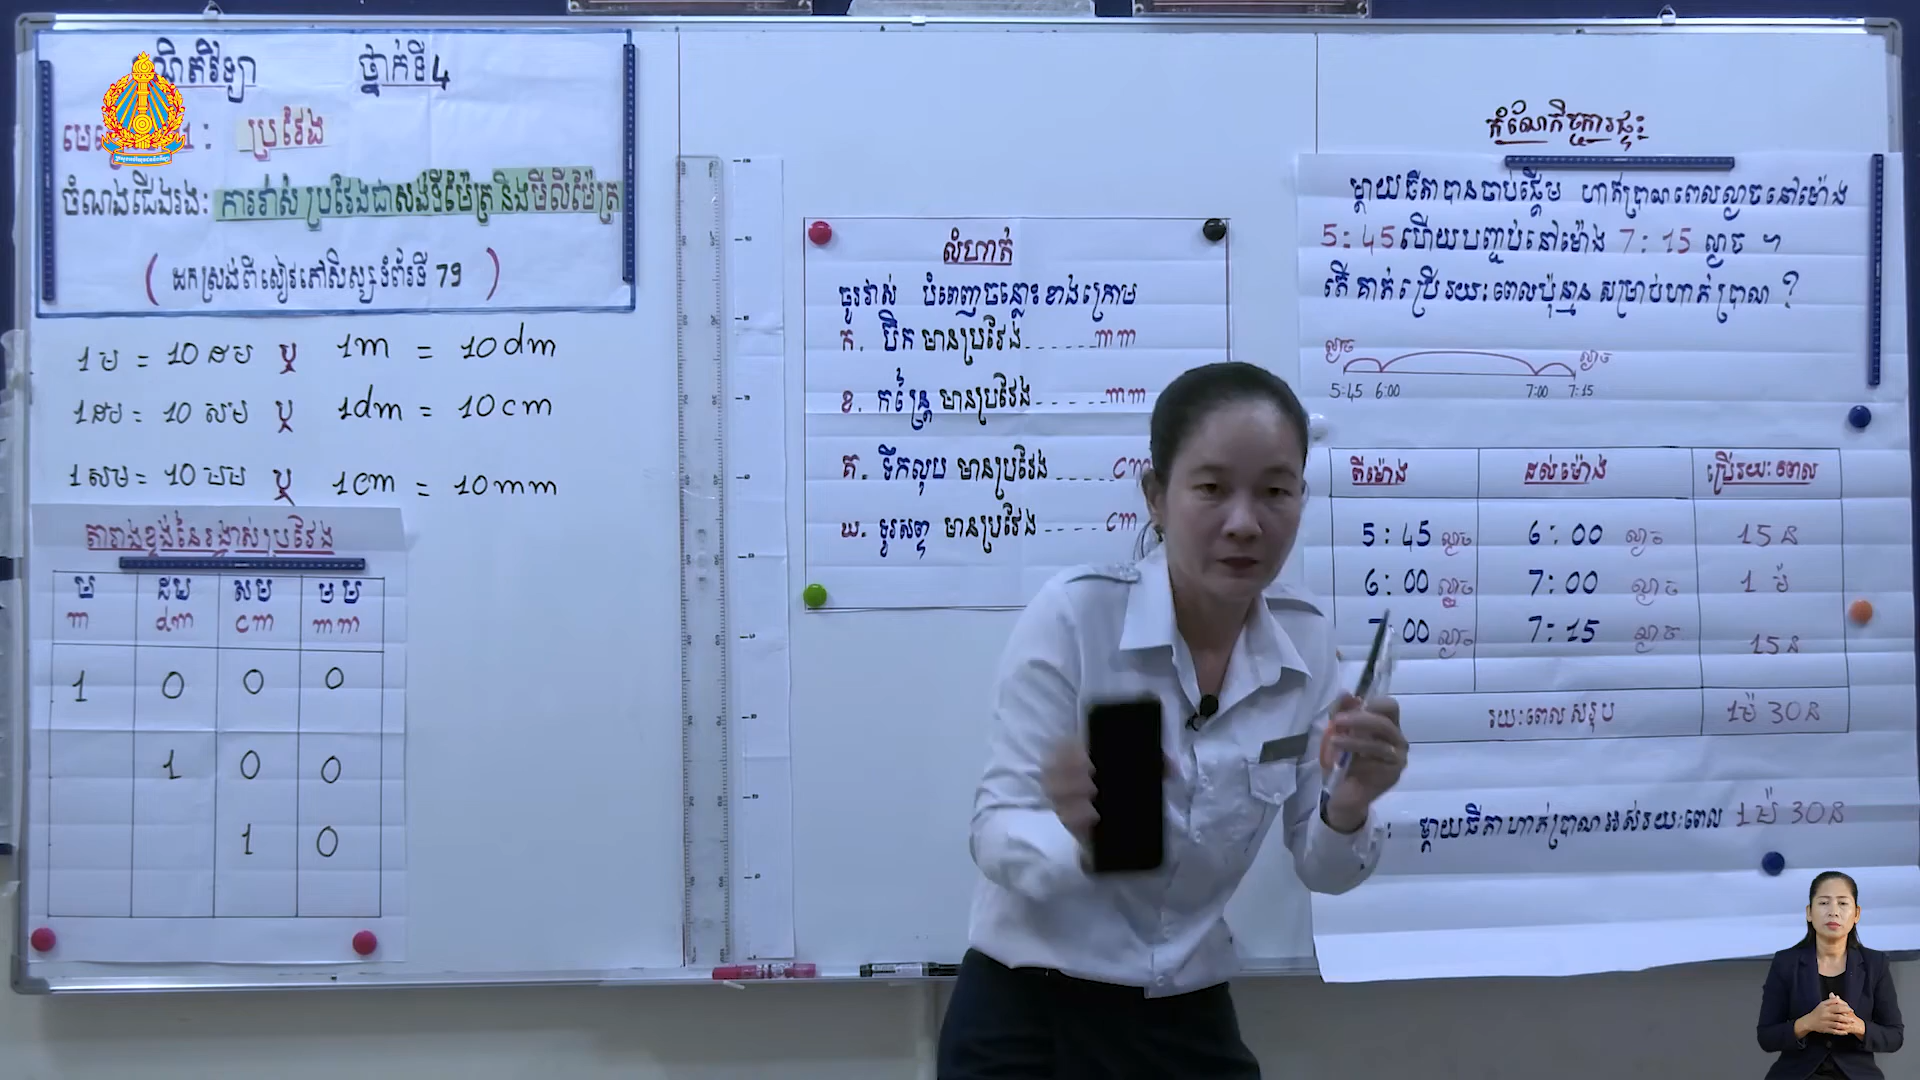 គណិតវិទ្យា ថ្នាក់ទី4
1: ប្រវែង
ចំណងជើងរង: ការវាស់ ប្រវែងជាសង់ទីម៉ែត្រ និងមីលីម៉ែត្រ
( ដកស្រង់ពីសៀវភៅសិស្សទំព័រទី 79 )
1ម = 10 ដម ឬ 1m = 10dm
1ដម = 10 សម ឬ 1dm = 10cm
1សម = 10 មម ឬ 1cm = 10mm
តារាងខ្ទង់នៃរង្វាស់ប្រវែង
ម ដម សម មម
m dm cm mm
1 0 0 0
1 0 0
1 0
លំហាត់
ចូរវាស់ បំពេញចន្លោះខាងក្រោម
ក. ប៊ិក មានប្រវែង.......mm
ខ. កន្ត្រៃ មានប្រវែង.......mm
គ. ទឹកលុប មានប្រវែង.......cm
ឃ. ទូរសព្ទ មានប្រវែង.......cm
កំណែកិច្ចការផ្ទះ
ម្តាយធីតាបានចាប់ផ្តើម ហាត់ប្រាណពេលល្ងាចនៅម៉ោង
5:45 ហើយបញ្ចប់នៅម៉ោង 7:15 ល្ងាច ។
តើគាត់ប្រើរយៈពេលប៉ុន្មាន សម្រាប់ហាត់ប្រាណ ?
ល្ងាច ល្ងាច
5:45 6:00 7:00 7:15
ពីម៉ោង ដល់ម៉ោង ប្រើរយៈពេល
5:45 ល្ងាច 6:00 ល្ងាច 15 ន
6:00 ល្ងាច 7:00 ល្ងាច 1 ម៉
7:00 ល្ងាច 7:15 ល្ងាច 15 ន
រយៈពេលសរុប 1ម៉ 30ន
: ម្តាយធីតាហាត់ប្រាណអស់រយៈពេល 1ម៉ 30ន